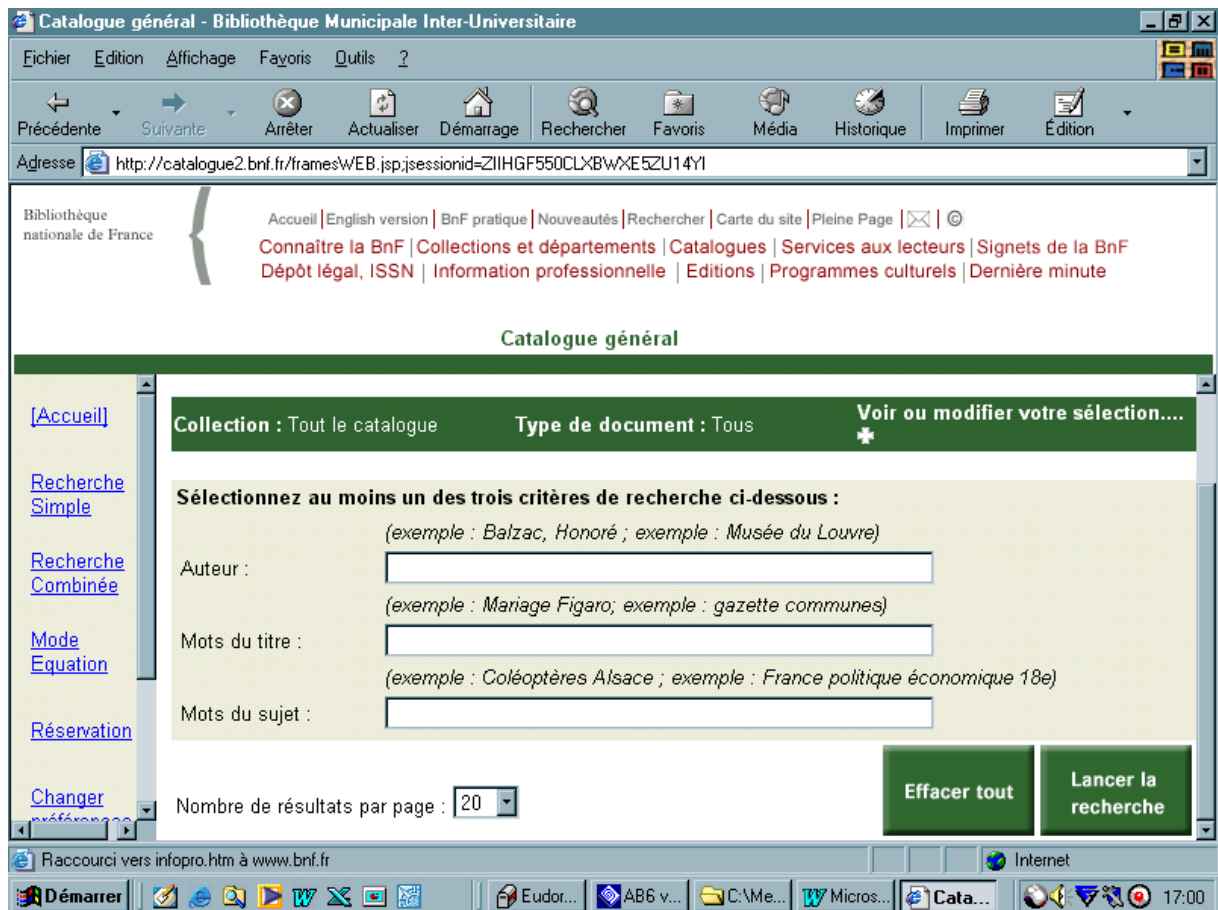 Catalogue général - Bibliothèque Municipale Inter-Universitaire
Fichier Edition Affichage Favoris Outils ?
Précédente Suivante Arrêter Actualiser Démarrage Rechercher Favoris Média Historique Imprimer Édition
Adresse http://catalogue2.bnf.fr/framesWEB.jsp;jsessionid=ZIIHGF550CLXBWXE5ZU14YI
Bibliothèque
nationale de France
Accueil | English version | BnF pratique | Nouveautés | Rechercher | Carte du site | Pleine Page | | ©
Connaître la BnF | Collections et départements | Catalogues | Services aux lecteurs | Signets de la BnF
Dépôt légal, ISSN | Information professionnelle | Editions | Programmes culturels | Dernière minute
Catalogue général
[Accueil]
Recherche
Simple
Recherche
Combinée
Mode
Equation
Réservation
Changer
préférences
Collection : Tout le catalogue Type de document : Tous Voir ou modifier votre sélection....
Sélectionnez au moins un des trois critères de recherche ci-dessous :
(exemple : Balzac, Honoré ; exemple : Musée du Louvre)
Auteur :
(exemple : Mariage Figaro; exemple : gazette communes)
Mots du titre :
(exemple : Coléoptères Alsace ; exemple : France politique économique 18e)
Mots du sujet :
Nombre de résultats par page : 20
Effacer tout
Lancer la
recherche
Raccourci vers infopro.htm à www.bnf.fr Internet
Démarrer Eudor... AB6 v... C:\Me... Micros... Cata... 17:00